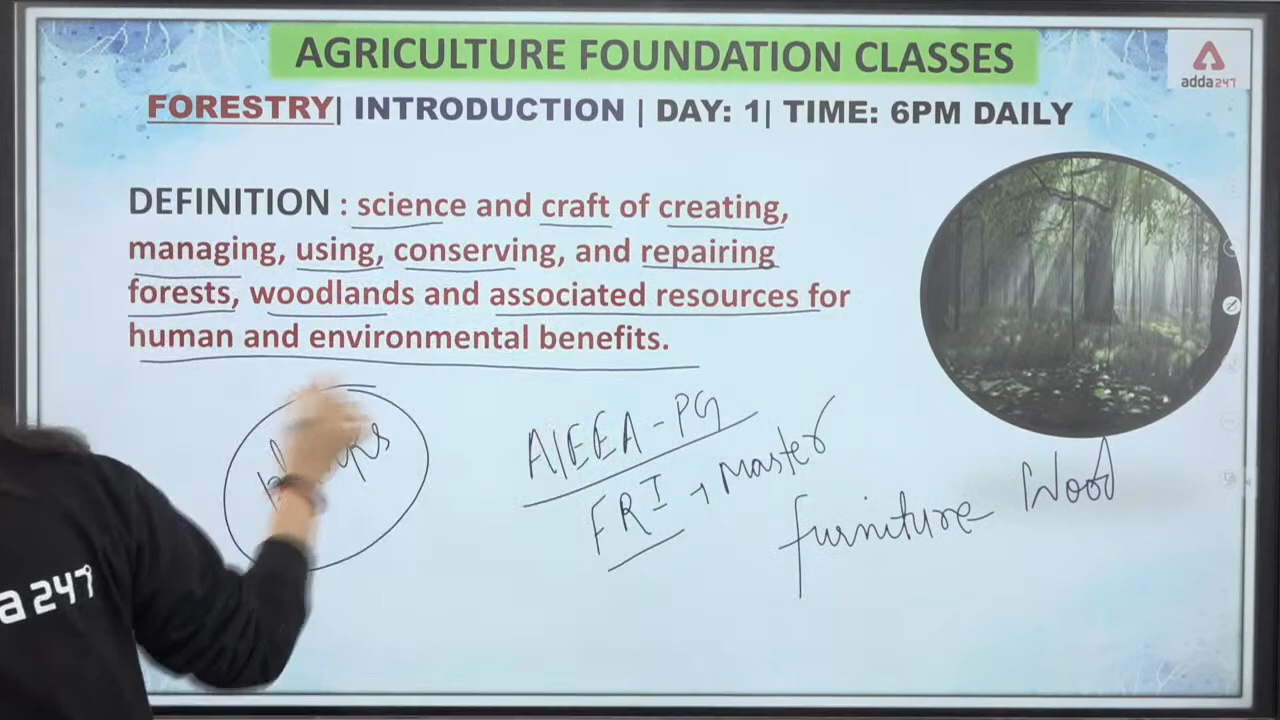 AGRICULTURE FOUNDATION CLASSES
adda247
FORESTRY| INTRODUCTION | DAY: 1| TIME: 6PM DAILY
DEFINITION : science and craft of creating,
managing, using, conserving, and repairing
forests, woodlands and associated resources for
human and environmental benefits.
AIEEA-PG
FRI → Master
furniture Wood
a 247